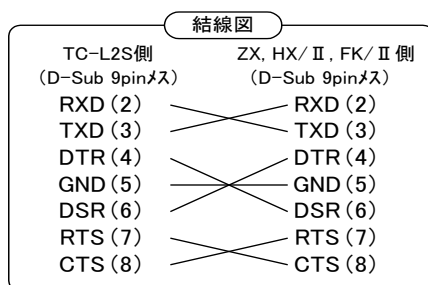 結線図
TC-L2S側 ZX, HX/Ⅱ, FK/Ⅱ 側
(D-Sub 9pinメス) (D-Sub 9pinメス)
RXD(2) RXD(2)
TXD(3) TXD(3)
DTR(4) DTR(4)
GND(5) GND(5)
DSR(6) DSR(6)
RTS(7) RTS(7)
CTS(8) CTS(8)